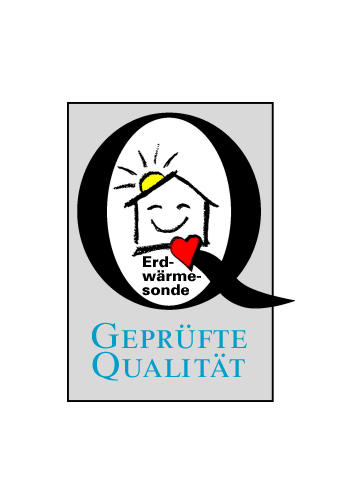 Q
Erd-
wärme-
sonde
GEPRÜFTE
QUALITÄT